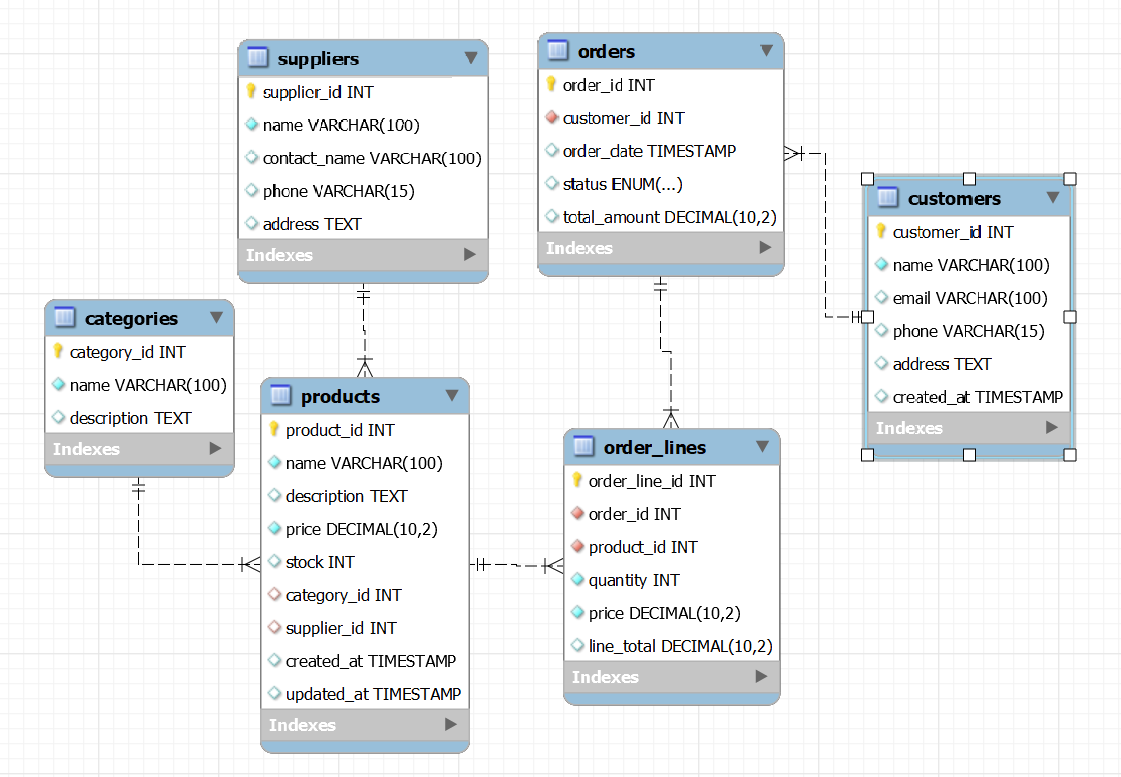 suppliers
supplier_id INT
name VARCHAR(100)
contact_name VARCHAR(100)
phone VARCHAR(15)
address TEXT
Indexes
orders
order_id INT
customer_id INT
order_date TIMESTAMP
status ENUM(...)
total_amount DECIMAL(10,2)
Indexes
customers
customer_id INT
name VARCHAR(100)
email VARCHAR(100)
phone VARCHAR(15)
address TEXT
created_at TIMESTAMP
Indexes
categories
category_id INT
name VARCHAR(100)
description TEXT
Indexes
products
product_id INT
name VARCHAR(100)
description TEXT
price DECIMAL(10,2)
stock INT
category_id INT
supplier_id INT
created_at TIMESTAMP
updated_at TIMESTAMP
Indexes
order_lines
order_line_id INT
order_id INT
product_id INT
quantity INT
price DECIMAL(10,2)
line_total DECIMAL(10,2)
Indexes